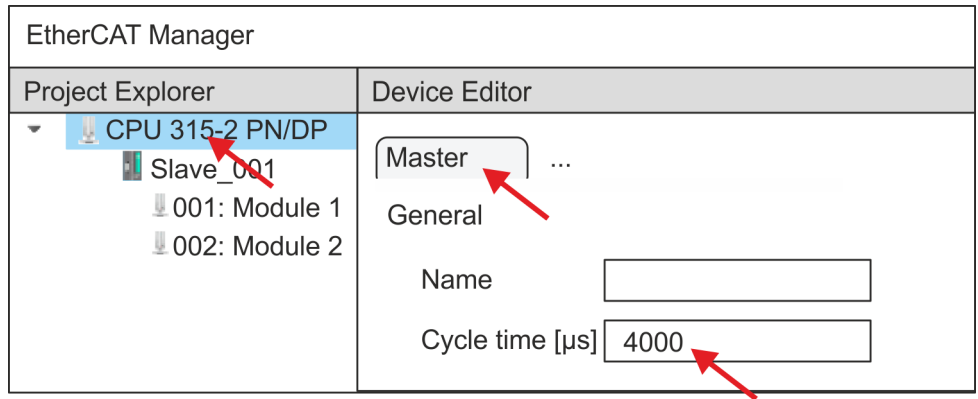 EtherCAT Manager
Project Explorer
Device Editor
CPU 315-2 PN/DP
Slave_001
001: Module 1
002: Module 2
Master
...
General
Name
Cycle time [µs]
4000